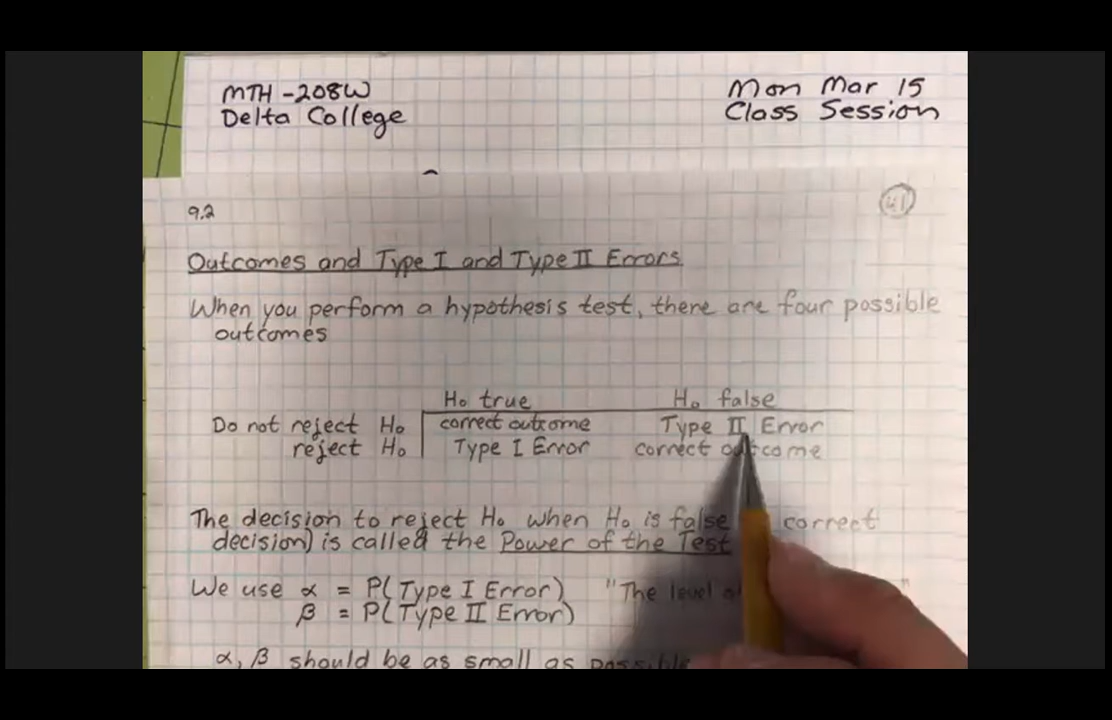 MTH-208W
Delta College
Mon Mar 15
Class Session
9.2
41
Outcomes and Type I and Type II Errors
When you perform a hypothesis test, there are four possible
outcomes
H₀ true H₀ false
Do not reject H₀ correct outcome Type II Error
reject H₀ Type I Error correct outcome
The decision to reject H₀ when H₀ is false correct
decision) is called the Power of the Test
We use α = P(Type I Error) "The level "
β = P(Type II Error)
α, β should be as small as possible